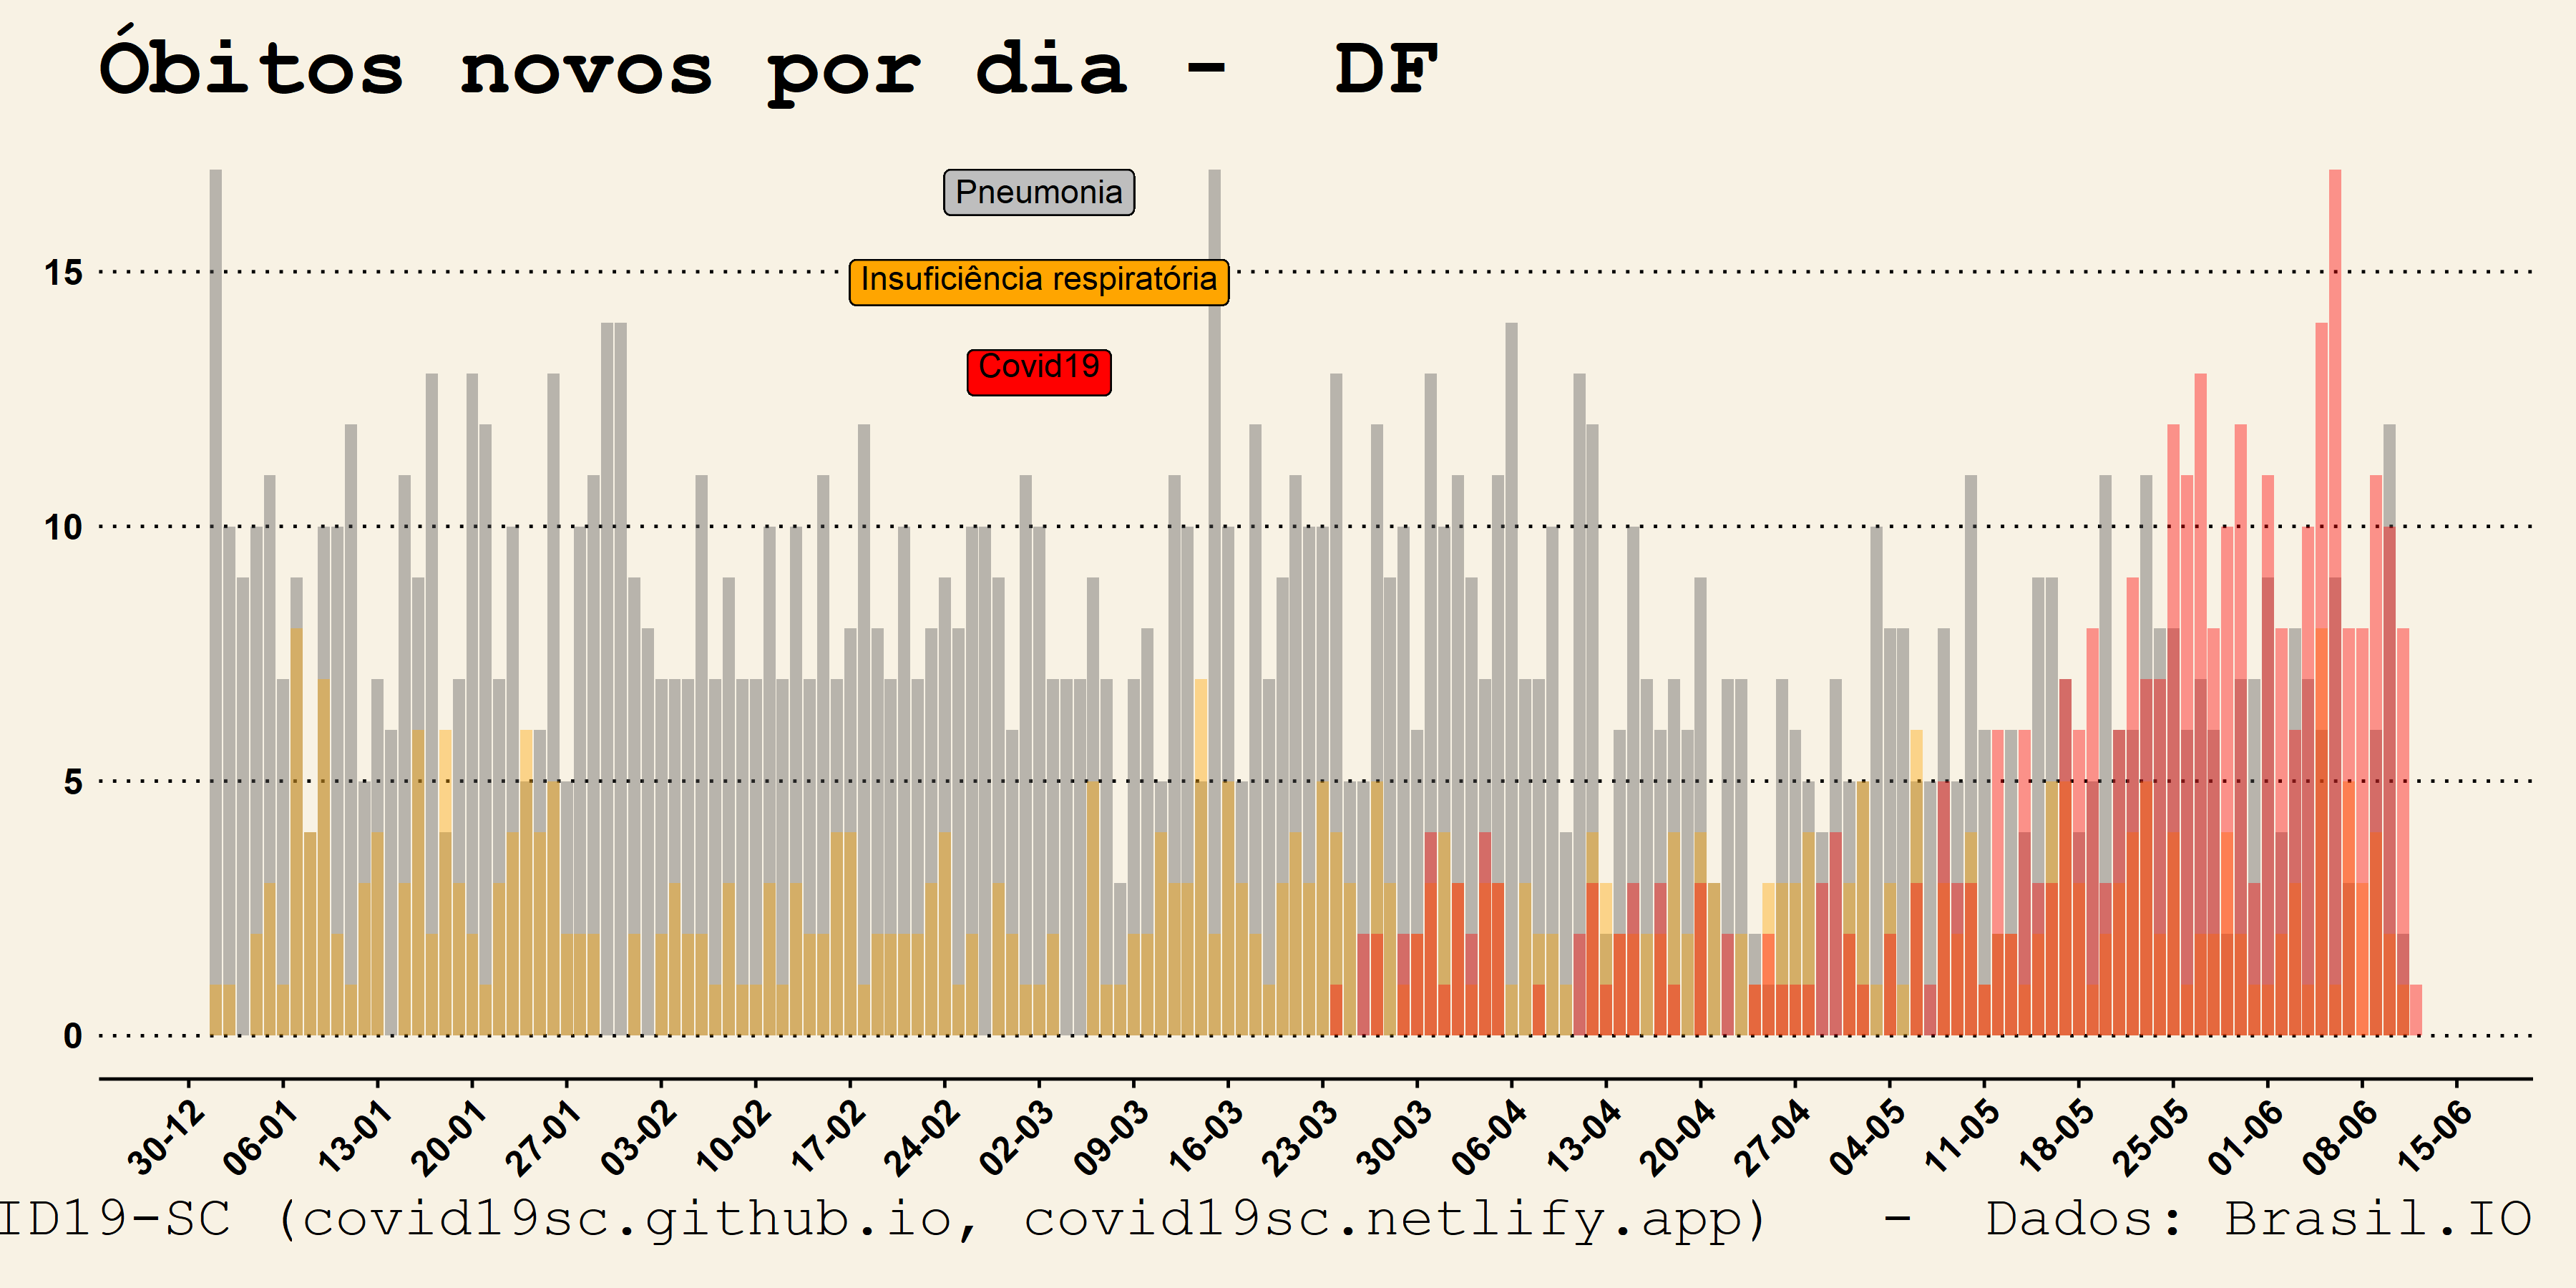 Óbitos novos por dia - DF
Pneumonia
15
Insuficiência respiratória
Covid19
10
5
0
30-12 06-01 13-01 20-01 27-01 03-02 10-02 17-02 24-02 02-03 09-03 16-03 23-03 30-03 06-04 13-04 20-04 27-04 04-05 11-05 18-05 25-05 01-06 08-06 15-06
ID19-SC (covid19sc.github.io, covid19sc.netlify.app) - Dados: Brasil.IO